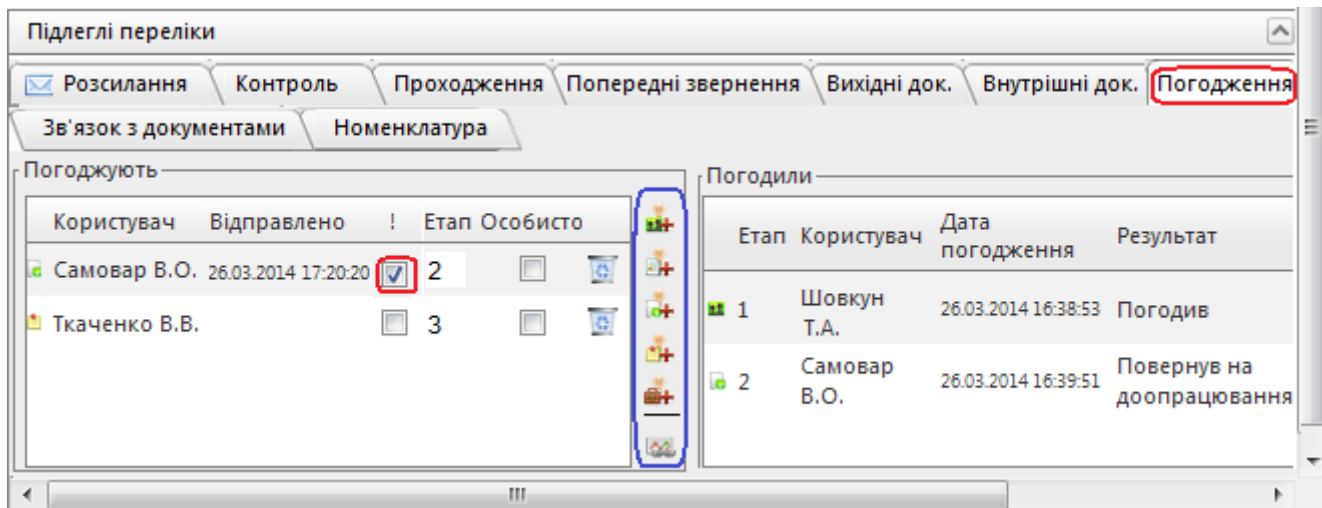 Підлеглі переліки
Розсилання Контроль Проходження Попередні звернення Вихідні док. Внутрішні док. Погодження
Зв'язок з документами Номенклатура
Погоджують Погодили
Користувач Відправлено ! Етап Особисто
Етап Користувач Дата погодження Результат
Самовар В.О. 26.03.2014 17:20:20 2
Ткаченко В.В. 3
1 Шовкун Т.А. 26.03.2014 16:38:53 Погодив
2 Самовар В.О. 26.03.2014 16:39:51 Повернув на доопрацювання